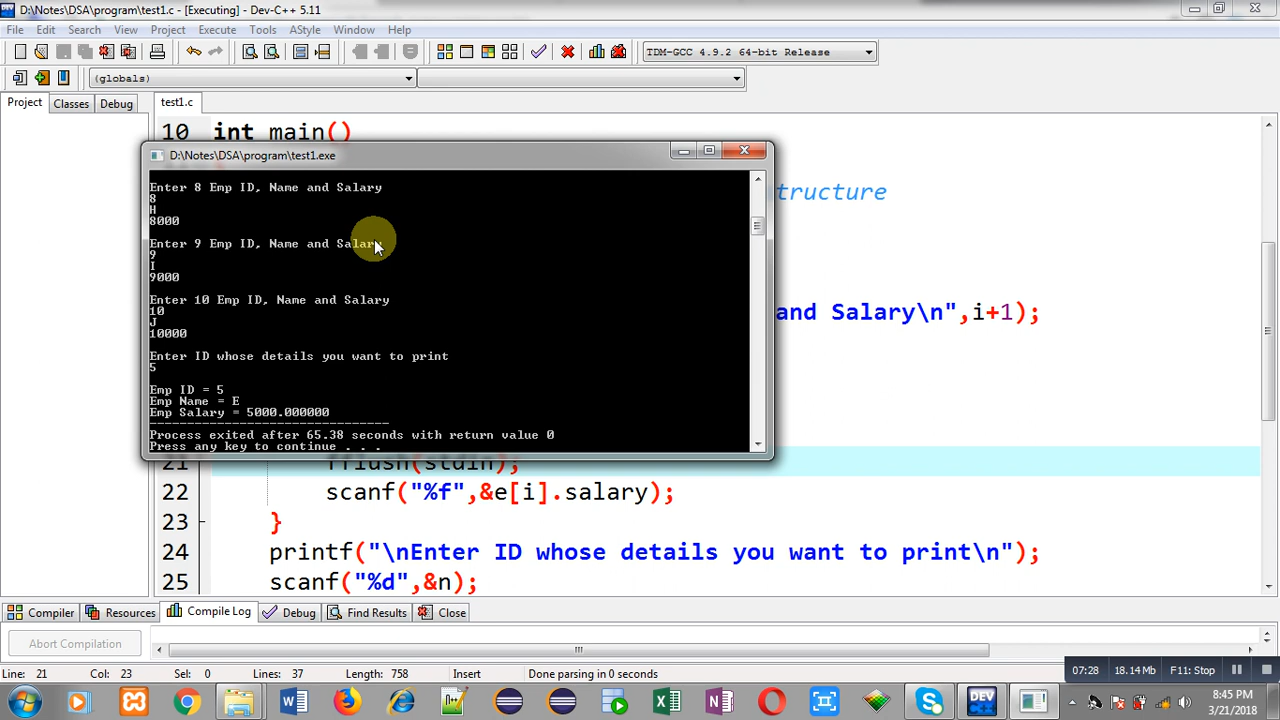 D:\Notes\DSA\program\test1.c - [Executing] - Dev-C++ 5.11
File Edit Search View Project Execute Tools AStyle Window Help
TDM-GCC 4.9.2 64-bit Release
(globals)
Project Classes Debug
test1.c
10 int main()
D:\Notes\DSA\program\test1.exe
Enter 8 Emp ID, Name and Salary
8
H
8000
Enter 9 Emp ID, Name and Salary
9
I
9000
Enter 10 Emp ID, Name and Salary
10
J
10000
Enter ID whose details you want to print
5
Emp ID = 5
Emp Name = E
Emp Salary = 5000.000000
--------------------------------
Process exited after 65.38 seconds with return value 0
Press any key to continue . . .
tructure
and Salary\n",i+1);
21 fflush(stdin);
22 scanf("%f",&e[i].salary);
23 }
24 printf("\nEnter ID whose details you want to print\n");
25 scanf("%d",&n);
Compiler Resources Compile Log Debug Find Results Close
Abort Compilation
Line: 21 Col: 23 Sel: 0 Lines: 37 Length: 758 Insert Done parsing in 0 seconds
07:28 18.14 Mb F11: Stop
8:45 PM
3/21/2018